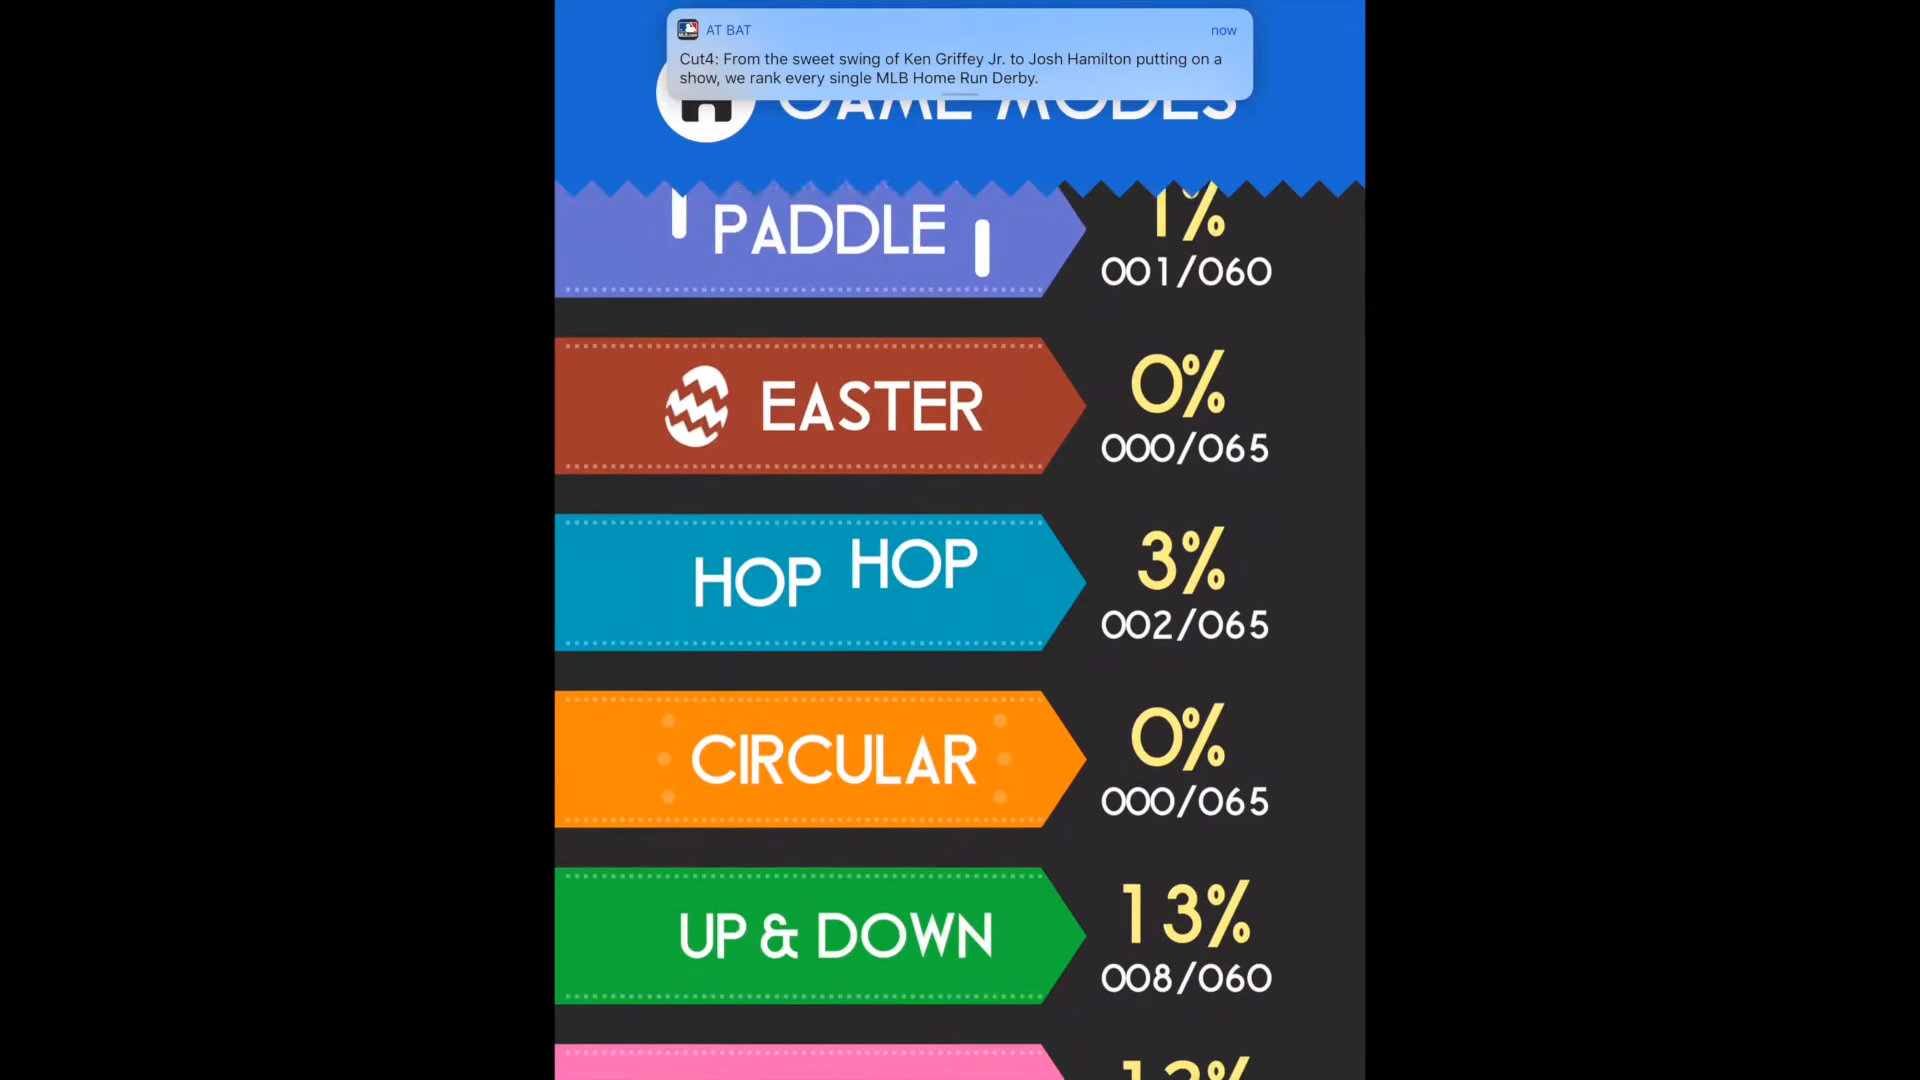 AT BAT now
Cut4: From the sweet swing of Ken Griffey Jr. to Josh Hamilton putting on a
show, we rank every single MLB Home Run Derby.
GAME MODES
PADDLE
1%
001/060
EASTER
0%
000/065
HOP HOP
3%
002/065
CIRCULAR
0%
000/065
UP & DOWN
13%
008/060